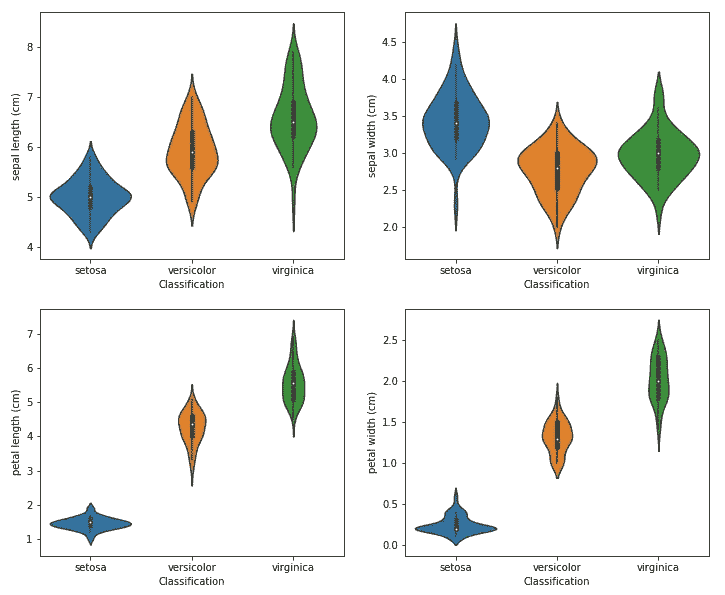 sepal length (cm)
8
7
6
5
4
setosa versicolor virginica
Classification
sepal width (cm)
4.5
4.0
3.5
3.0
2.5
2.0
setosa versicolor virginica
Classification
petal length (cm)
7
6
5
4
3
2
1
setosa versicolor virginica
Classification
petal width (cm)
2.5
2.0
1.5
1.0
0.5
0.0
setosa versicolor virginica
Classification